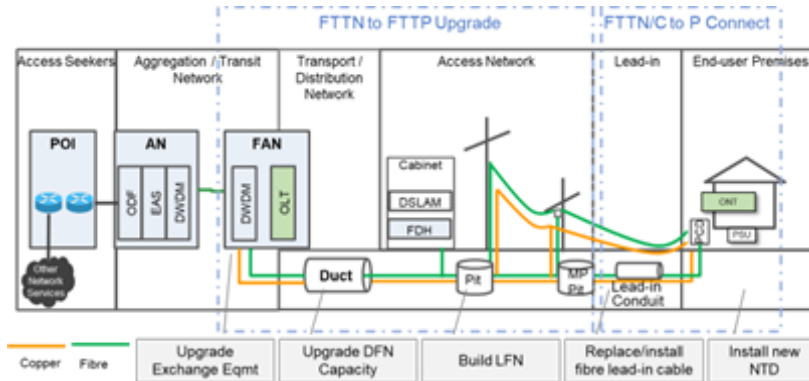 FTTN to FTTP Upgrade
FTTN/C to P Connect
Access Seekers
Aggregation / Transit
Network
Transport /
Distribution
Network
Access Network
Lead-in
End-user Premises
POI
AN
FAN
ODF
EAS
DWDM
DWDM
OLT
Cabinet
DSLAM
FDH
PCD
ONT
PSU
Other
Network
Services
Duct
Pit
MP
Pit
Lead-in
Conduit
Copper
Fibre
Upgrade
Exchange Eqmt
Upgrade DFN
Capacity
Build LFN
Replace/install
fibre lead-in cable
Install new
NTD